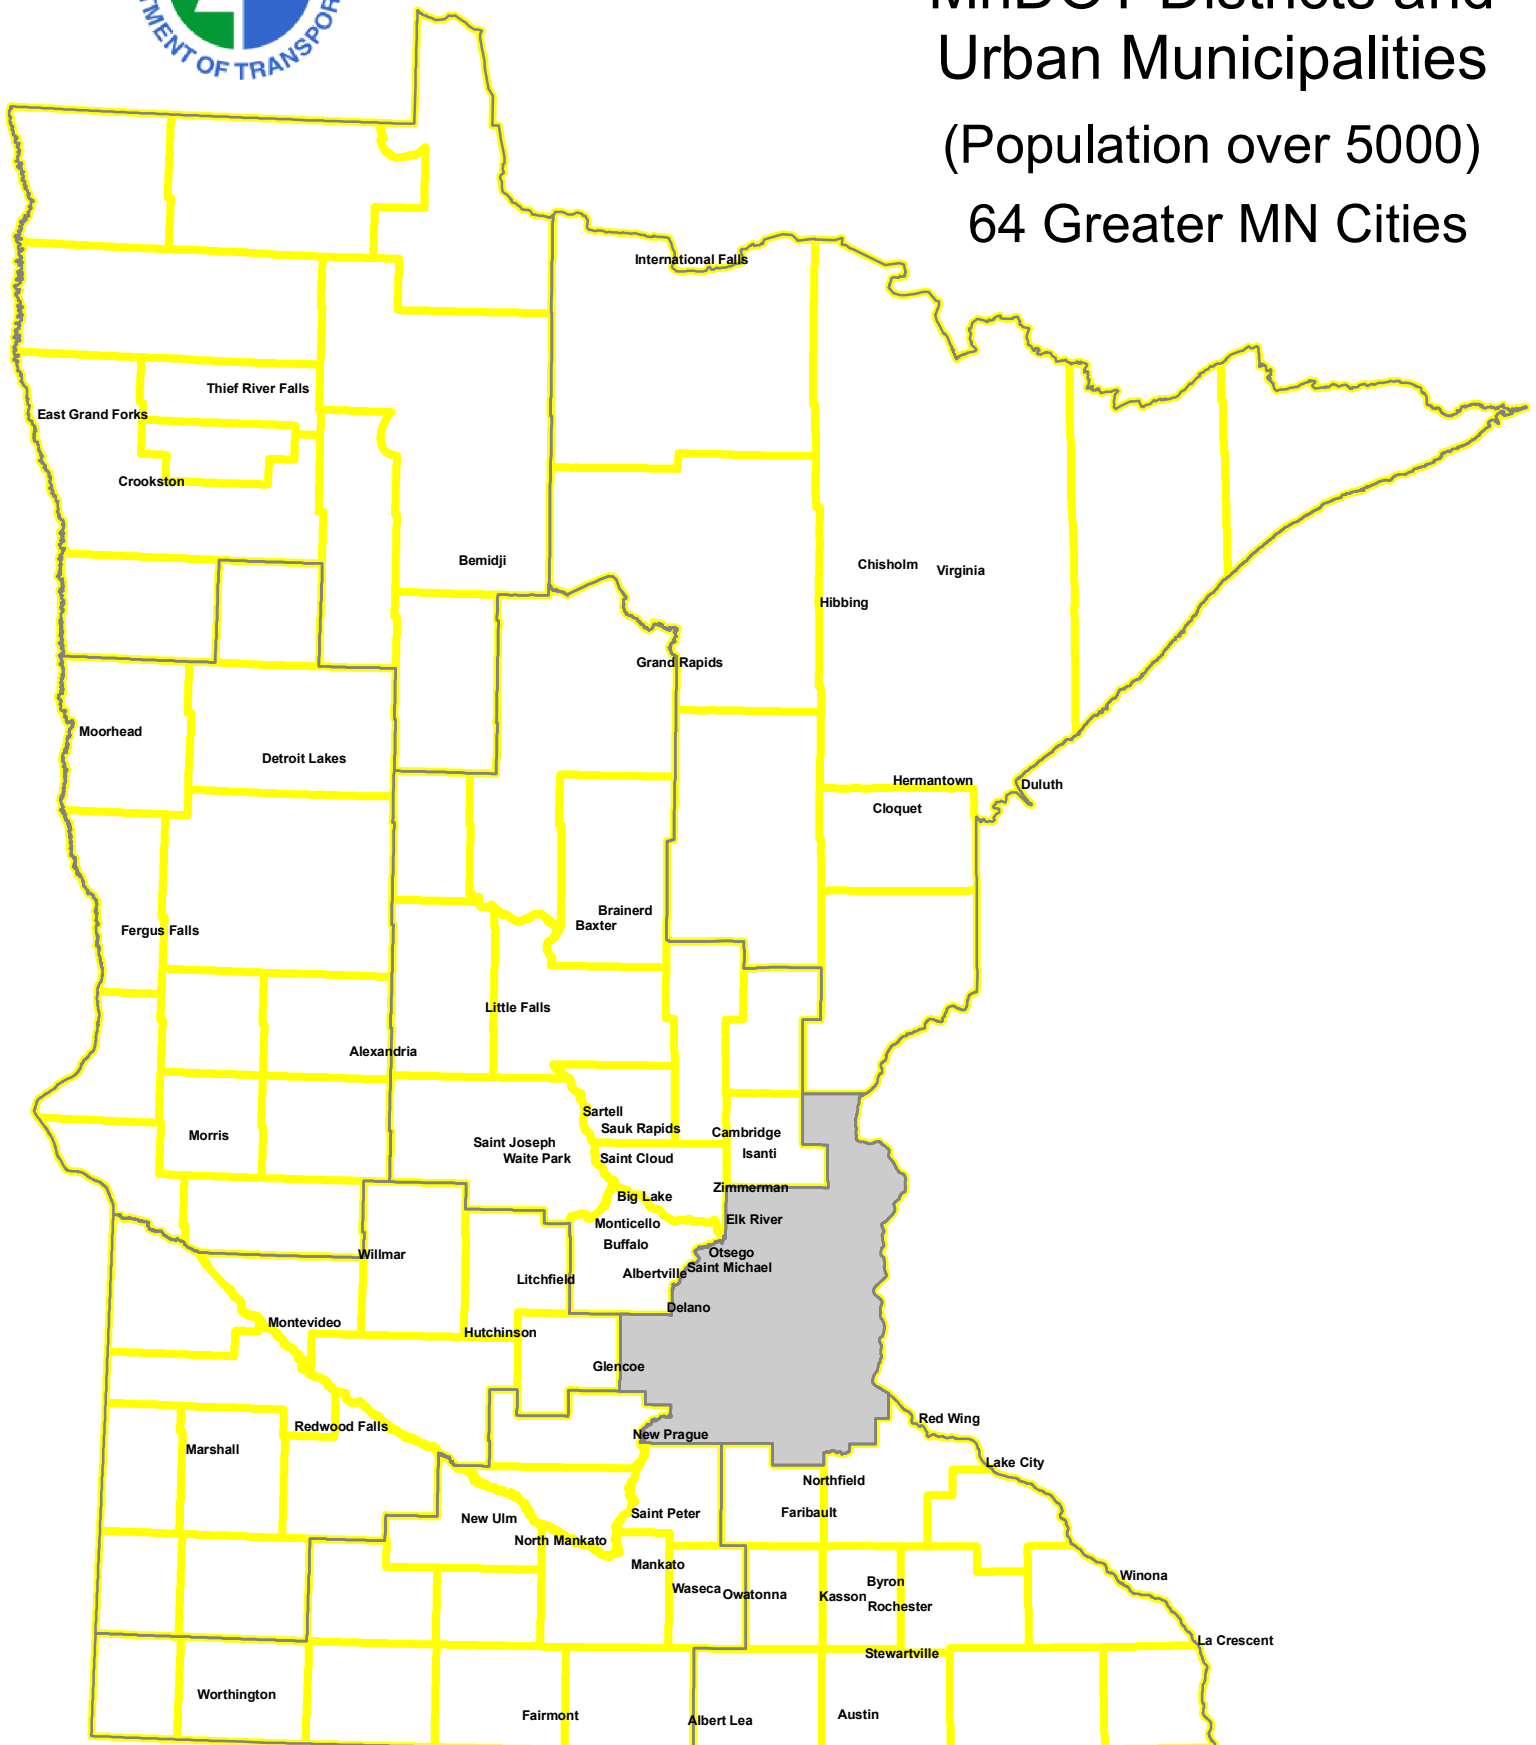 TMENT OF TRANSPOR
Urban Municipalities
(Population over 5000)
64 Greater MN Cities
International Falls
Thief River Falls
East Grand Forks
Crookston
Bemidji
Chisholm
Virginia
Hibbing
Grand Rapids
Moorhead
Detroit Lakes
Hermantown
Duluth
Cloquet
Brainerd
Baxter
Fergus Falls
Little Falls
Alexandria
Sartell
Sauk Rapids
Cambridge
Morris
Saint Joseph
Waite Park
Saint Cloud
Isanti
Zimmerman
Big Lake
Elk River
Monticello
Buffalo
Otsego
Willmar
Saint Michael
Albertville
Litchfield
Delano
Montevideo
Hutchinson
Glencoe
Red Wing
Redwood Falls
New Prague
Marshall
Lake City
Northfield
Saint Peter
Faribault
New Ulm
North Mankato
Mankato
Winona
Byron
Waseca
Owatonna
Kasson
Rochester
La Crescent
Stewartville
Worthington
Fairmont
Albert Lea
Austin